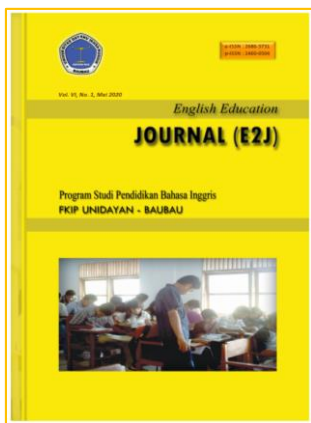 Vol. VI, No. 1, Mei 2020
English Education
JOURNAL (E2J)
Program Studi Pendidikan Bahasa Inggris
FKIP UNIDAYAN - BAUBAU